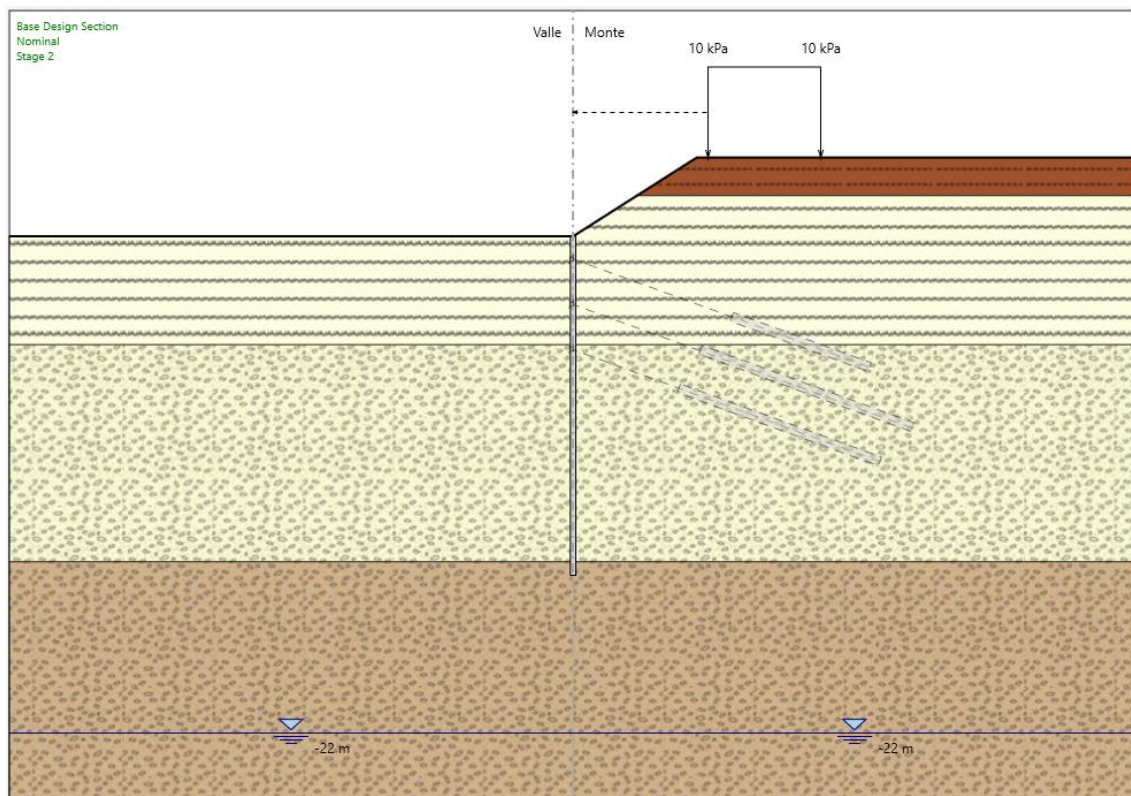 Base Design Section
Nominal
Stage 2
Valle
Monte
10 kPa
10 kPa
-22 m
-22 m